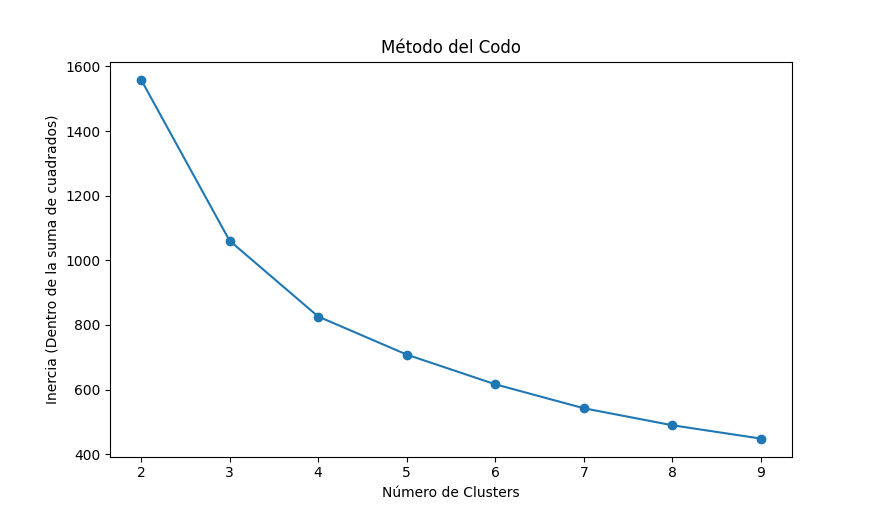 Método del Codo
Inercia (Dentro de la suma de cuadrados)
1600
1400
1200
1000
800
600
400
2 3 4 5 6 7 8 9
Número de Clusters